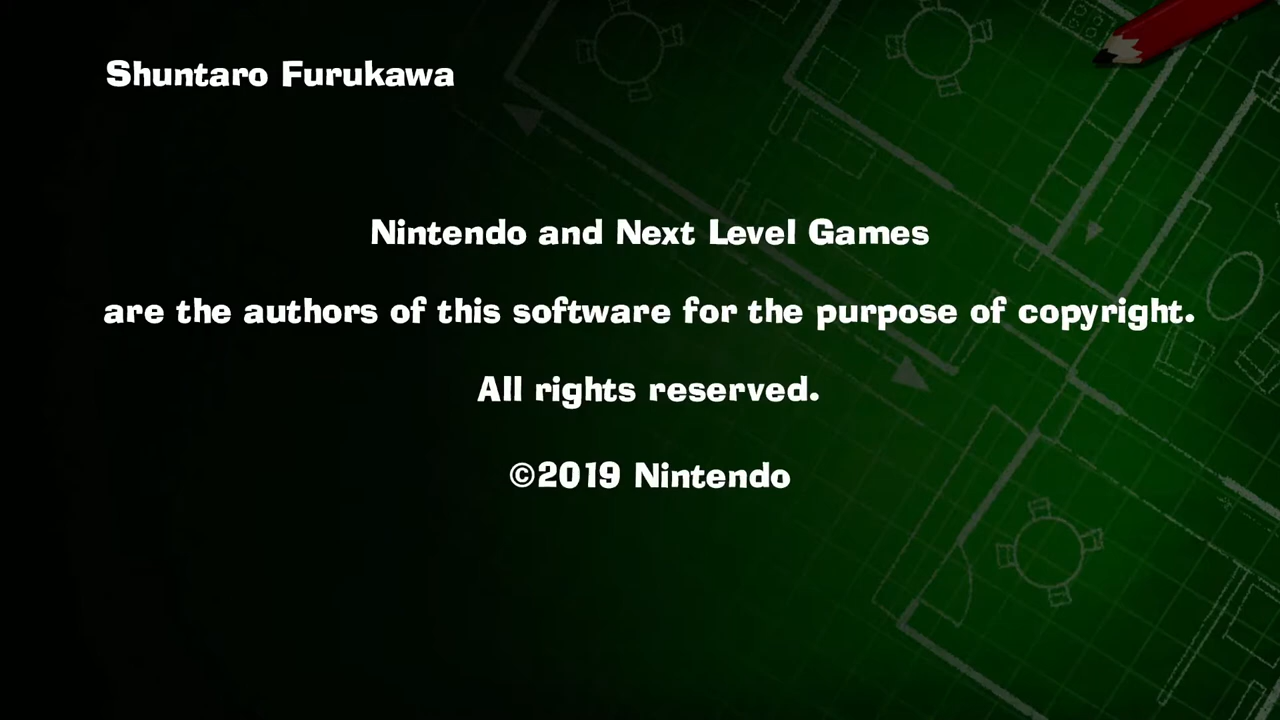 Shuntaro Furukawa
Nintendo and Next Level Games
are the authors of this software for the purpose of copyright.
All rights reserved.
©2019 Nintendo